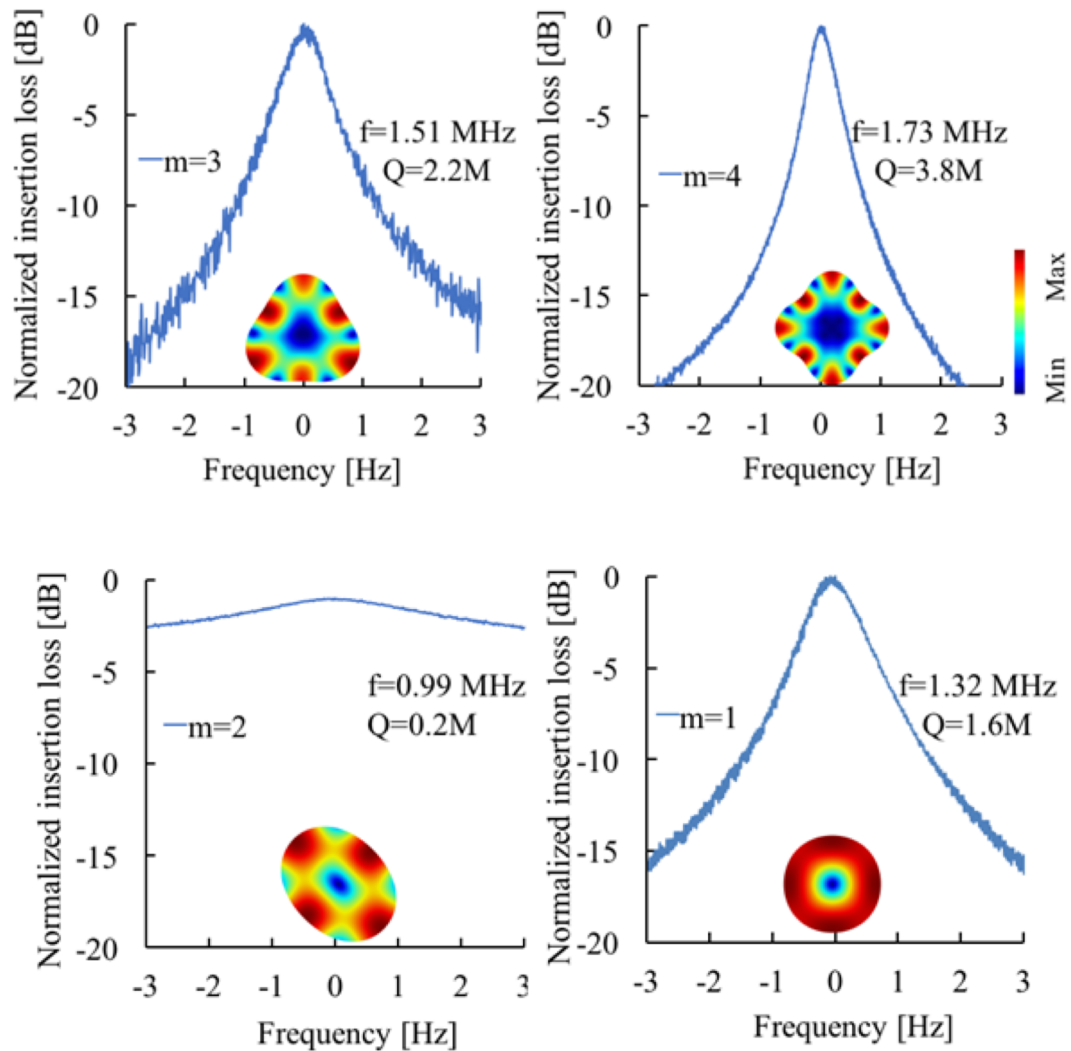 Normalized insertion loss [dB]
0
-5
-10
-15
-20
m=3
f=1.51 MHz
Q=2.2M
-3 -2 -1 0 1 2 3
Frequency [Hz]
Normalized insertion loss [dB]
0
-5
-10
-15
-20
m=4
f=1.73 MHz
Q=3.8M
-3 -2 -1 0 1 2 3
Frequency [Hz]
Max
Min
Normalized insertion loss [dB]
0
-5
-10
-15
-20
m=2
f=0.99 MHz
Q=0.2M
-3 -2 -1 0 1 2 3
Frequency [Hz]
Normalized insertion loss [dB]
0
-5
-10
-15
-20
m=1
f=1.32 MHz
Q=1.6M
-3 -2 -1 0 1 2 3
Frequency [Hz]